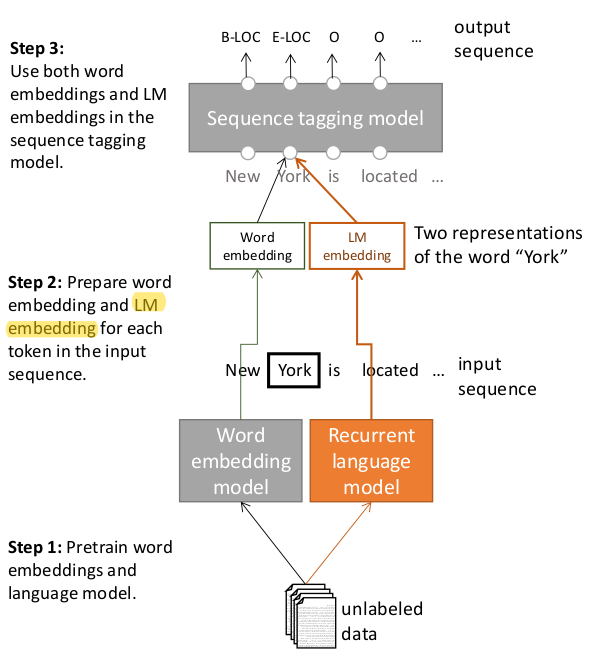 B-LOC E-LOC O O ...
output
sequence
Step 3:
Use both word
embeddings and LM
embeddings in the
sequence tagging
model.
Sequence tagging model
New York is located ...
Word
embedding
LM
embedding
Two representations
of the word “York”
Step 2: Prepare word
embedding and LM
embedding for each
token in the input
sequence.
New York is located ...
input
sequence
Word
embedding
model
Recurrent
language
model
Step 1: Pretrain word
embeddings and
language model.
unlabeled
data